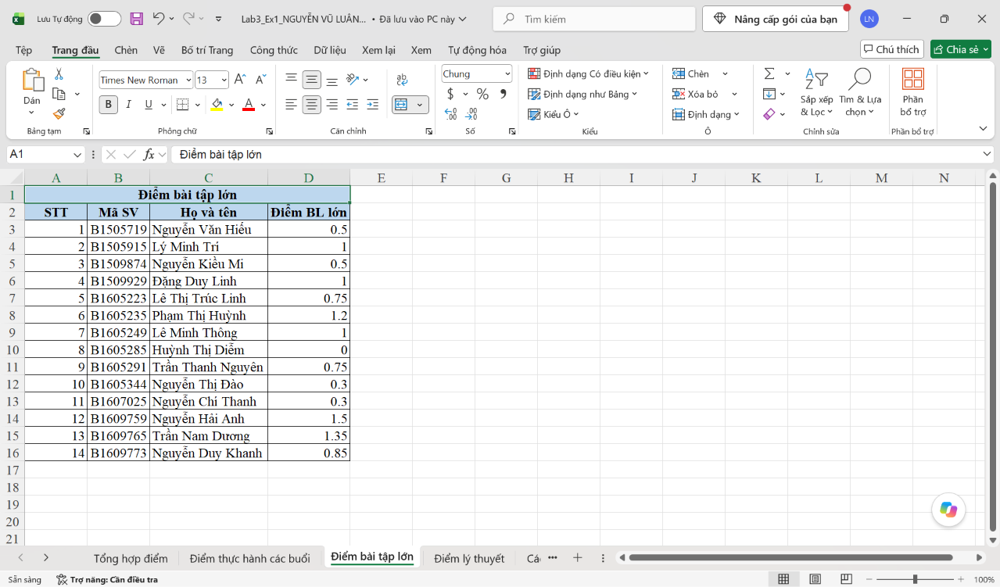 Lưu Tự động Lab3_Ex1_NGUYỄN VŨ LUÂN... • Đã lưu vào PC này Tìm kiếm Nâng cấp gói của bạn LN
Tệp Trang đầu Chèn Vẽ Bố trí Trang Công thức Dữ liệu Xem lại Xem Tự động hóa Trợ giúp Chú thích Chia sẻ
Dán Times New Roman 13 Chung Định dạng Có điều kiện Chèn
B I U $ % Định dạng như Bảng Xóa bỏ Sắp xếp & Lọc Tìm & Lựa chọn Phần bổ trợ
Kiểu Ô Định dạng
Bảng tạm Phông chữ Căn chỉnh Số Kiểu Ô Chỉnh sửa Phần bổ trợ
A1 fx Điểm bài tập lớn
A B C D E F G H I J K L M N
1 Điểm bài tập lớn
2 STT Mã SV Họ và tên Điểm BL lớn
3 1 B1505719 Nguyễn Văn Hiếu 0.5
4 2 B1505915 Lý Minh Trí 1
5 3 B1509874 Nguyễn Kiều Mi 0.5
6 4 B1509929 Đặng Duy Linh 1
7 5 B1605223 Lê Thị Trúc Linh 0.75
8 6 B1605235 Phạm Thị Huỳnh 1.2
9 7 B1605249 Lê Minh Thông 1
10 8 B1605285 Huỳnh Thị Diễm 0
11 9 B1605291 Trần Thanh Nguyên 0.75
12 10 B1605344 Nguyễn Thị Đào 0.3
13 11 B1607025 Nguyễn Chí Thanh 0.3
14 12 B1609759 Nguyễn Hải Anh 1.5
15 13 B1609765 Trần Nam Dương 1.35
16 14 B1609773 Nguyễn Duy Khanh 0.85
17
18
19
20
21
Tổng hợp điểm Điểm thực hành các buổi Điểm bài tập lớn Điểm lý thuyết Cá ...
Sẵn sàng Trợ năng: Cần điều tra 100%